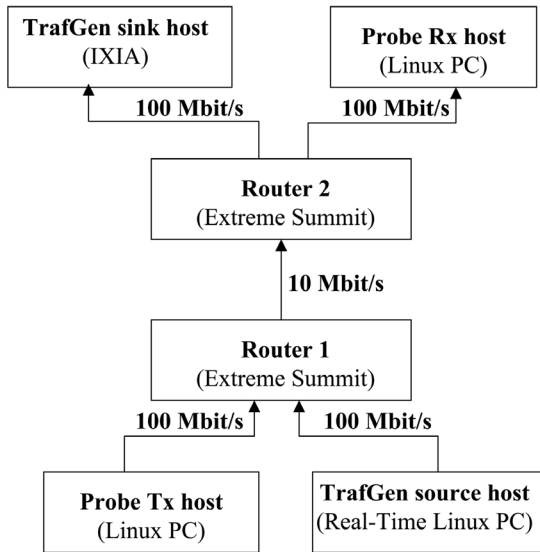 TrafGen sink host
(IXIA)
Probe Rx host
(Linux PC)
100 Mbit/s
100 Mbit/s
Router 2
(Extreme Summit)
10 Mbit/s
Router 1
(Extreme Summit)
100 Mbit/s
100 Mbit/s
Probe Tx host
(Linux PC)
TrafGen source host
(Real-Time Linux PC)